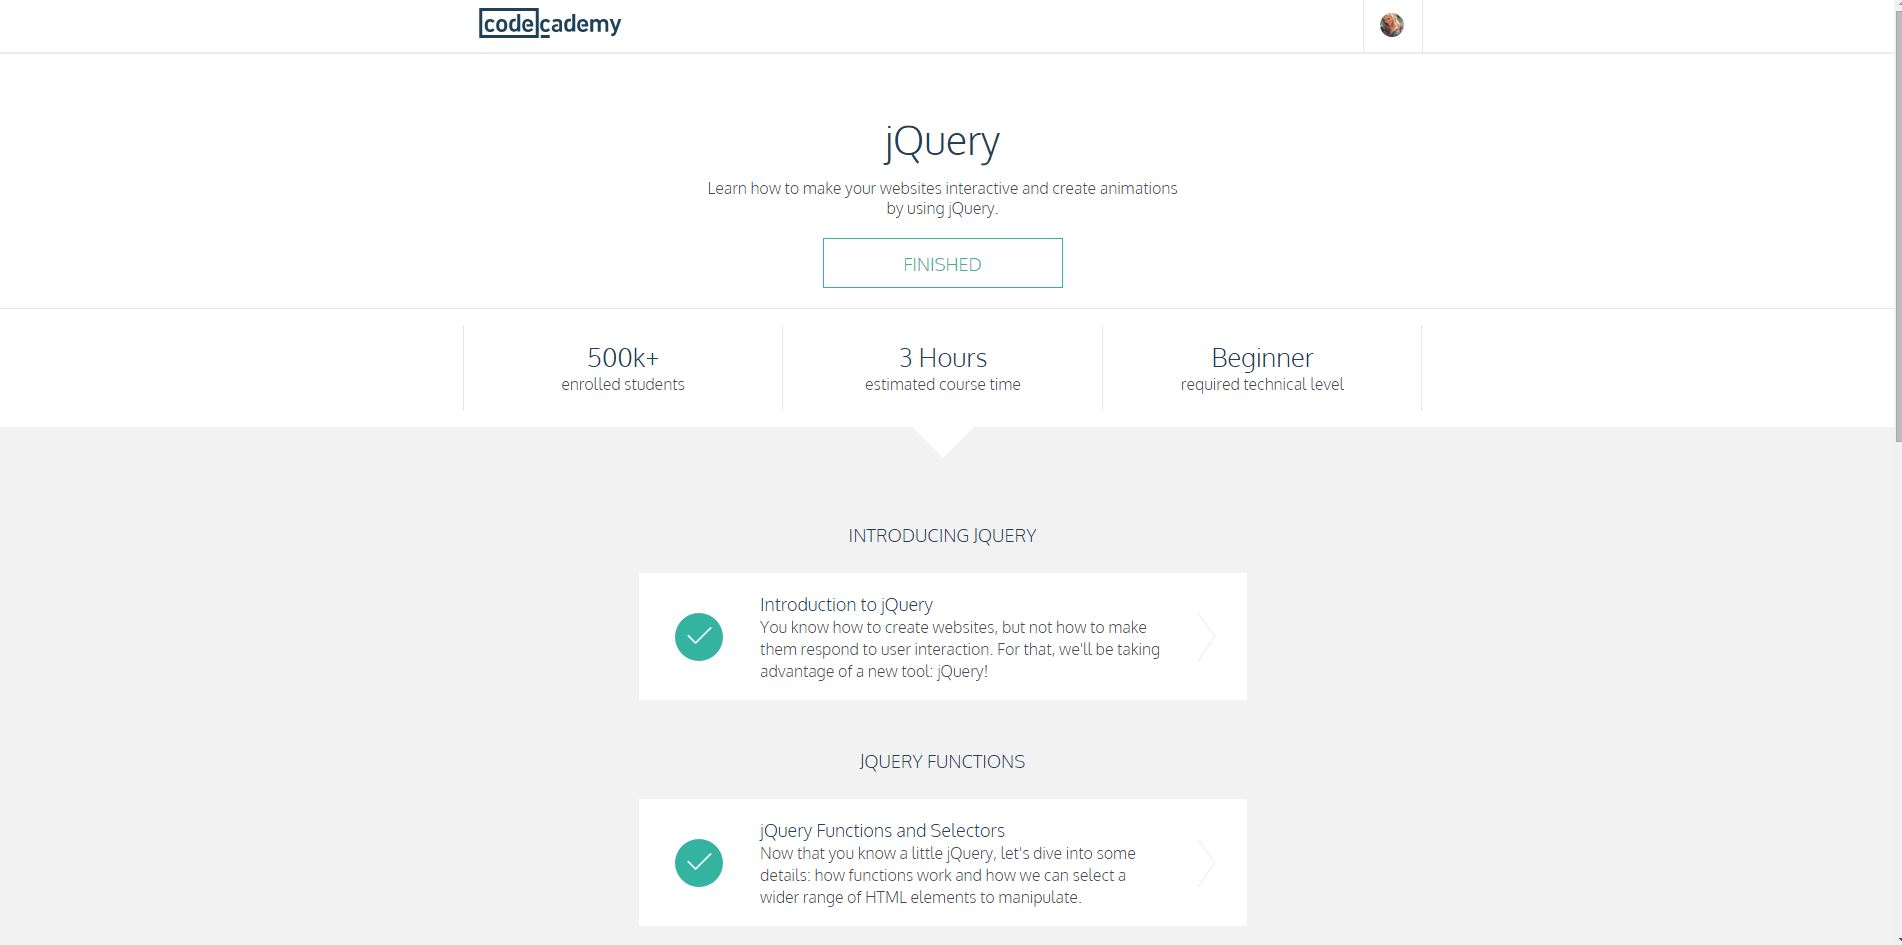 codecademy
jQuery
Learn how to make your websites interactive and create animations
by using jQuery.
FINISHED
500k+
enrolled students
3 Hours
estimated course time
Beginner
required technical level
INTRODUCING JQUERY
Introduction to jQuery
You know how to create websites, but not how to make
them respond to user interaction. For that, we'll be taking
advantage of a new tool: jQuery!
JQUERY FUNCTIONS
jQuery Functions and Selectors
Now that you know a little jQuery, let's dive into some
details: how functions work and how we can select a
wider range of HTML elements to manipulate.